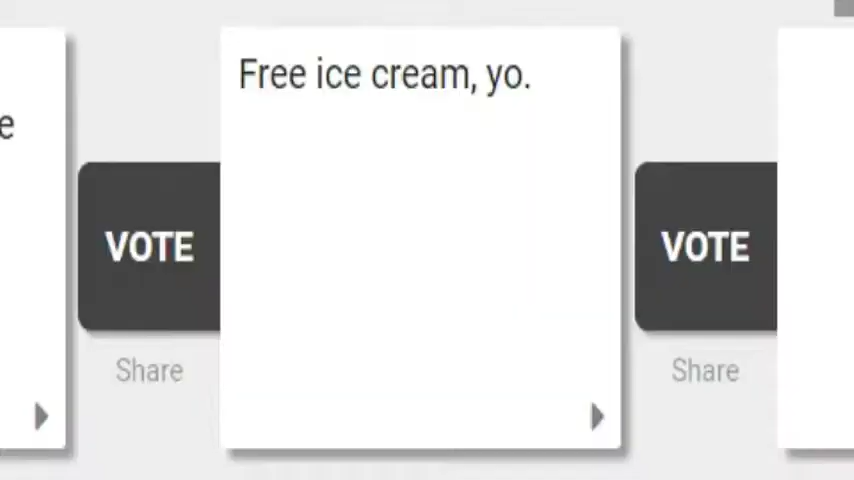 Free ice cream, yo.
e
VOTE
VOTE
Share
Share